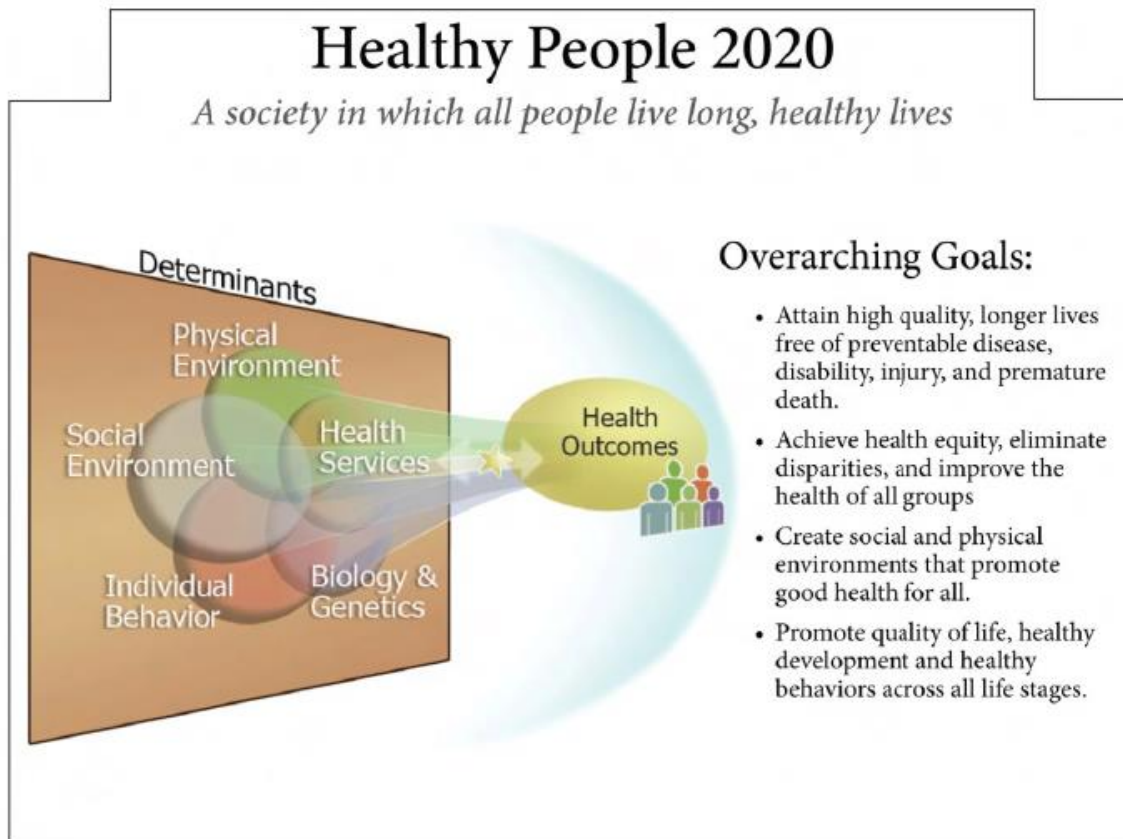 Healthy People 2020
A society in which all people live long, healthy lives
Determinants
Physical
Environment
Social
Environment
Health
Services
Individual
Behavior
Biology &
Genetics
Health
Outcomes
Overarching Goals:
• Attain high quality, longer lives
free of preventable disease,
disability, injury, and premature
death.
• Achieve health equity, eliminate
disparities, and improve the
health of all groups
• Create social and physical
environments that promote
good health for all.
• Promote quality of life, healthy
development and healthy
behaviors across all life stages.